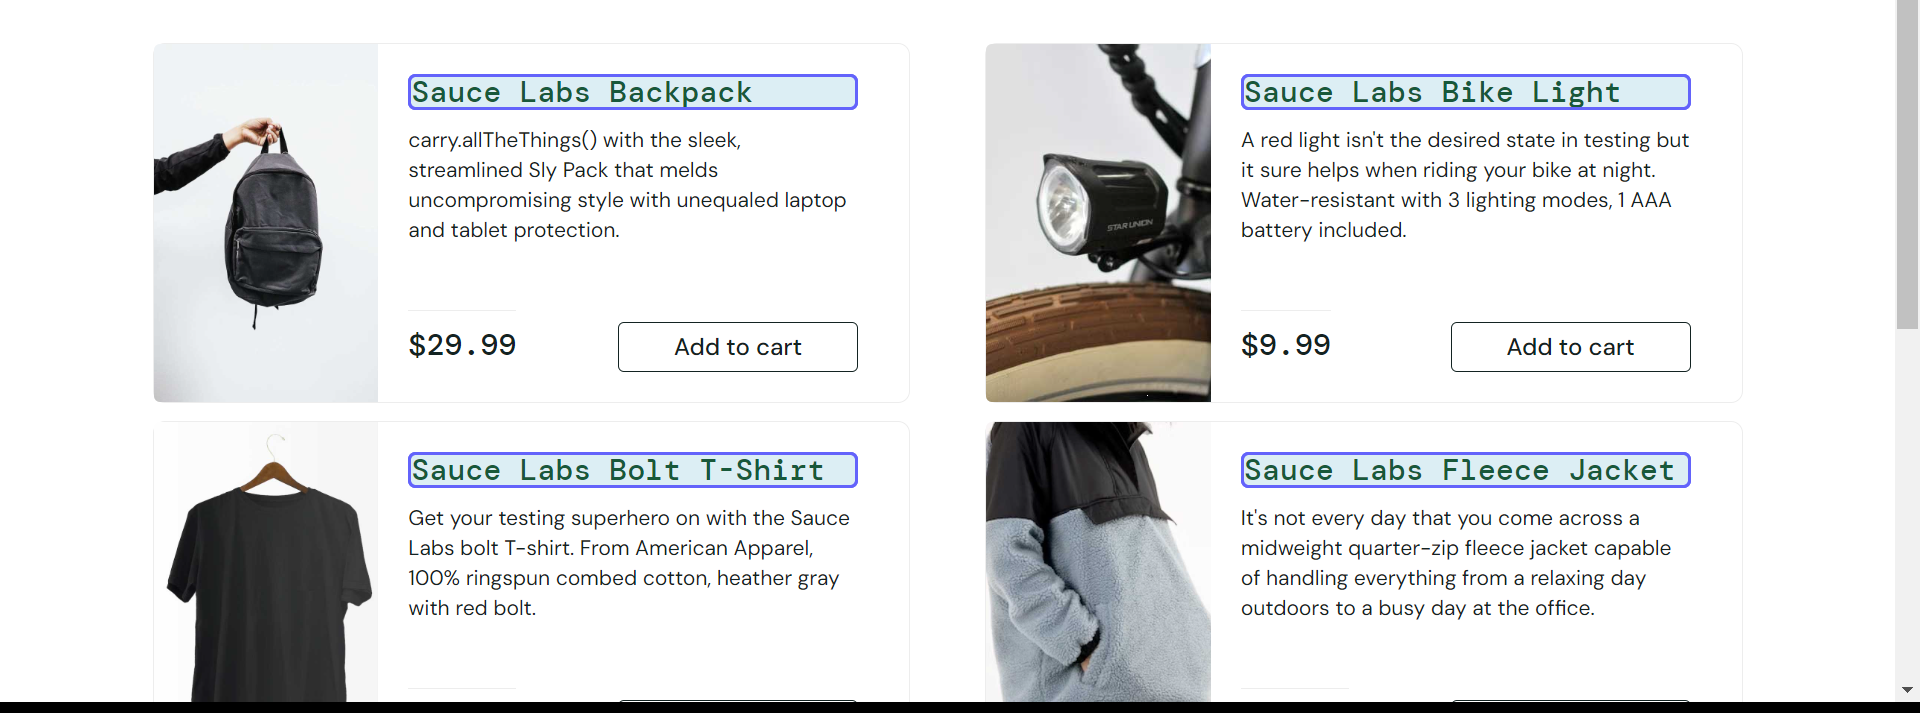 Sauce Labs Backpack
carry.allTheThings() with the sleek,
streamlined Sly Pack that melds
uncompromising style with unequaled laptop
and tablet protection.
$29.99
Add to cart
Sauce Labs Bike Light
A red light isn't the desired state in testing but
it sure helps when riding your bike at night.
Water-resistant with 3 lighting modes, 1 AAA
battery included.
STAR UNION
$9.99
Add to cart
Sauce Labs Bolt T-Shirt
Get your testing superhero on with the Sauce
Labs bolt T-shirt. From American Apparel,
100% ringspun combed cotton, heather gray
with red bolt.
Sauce Labs Fleece Jacket
It's not every day that you come across a
midweight quarter-zip fleece jacket capable
of handling everything from a relaxing day
outdoors to a busy day at the office.